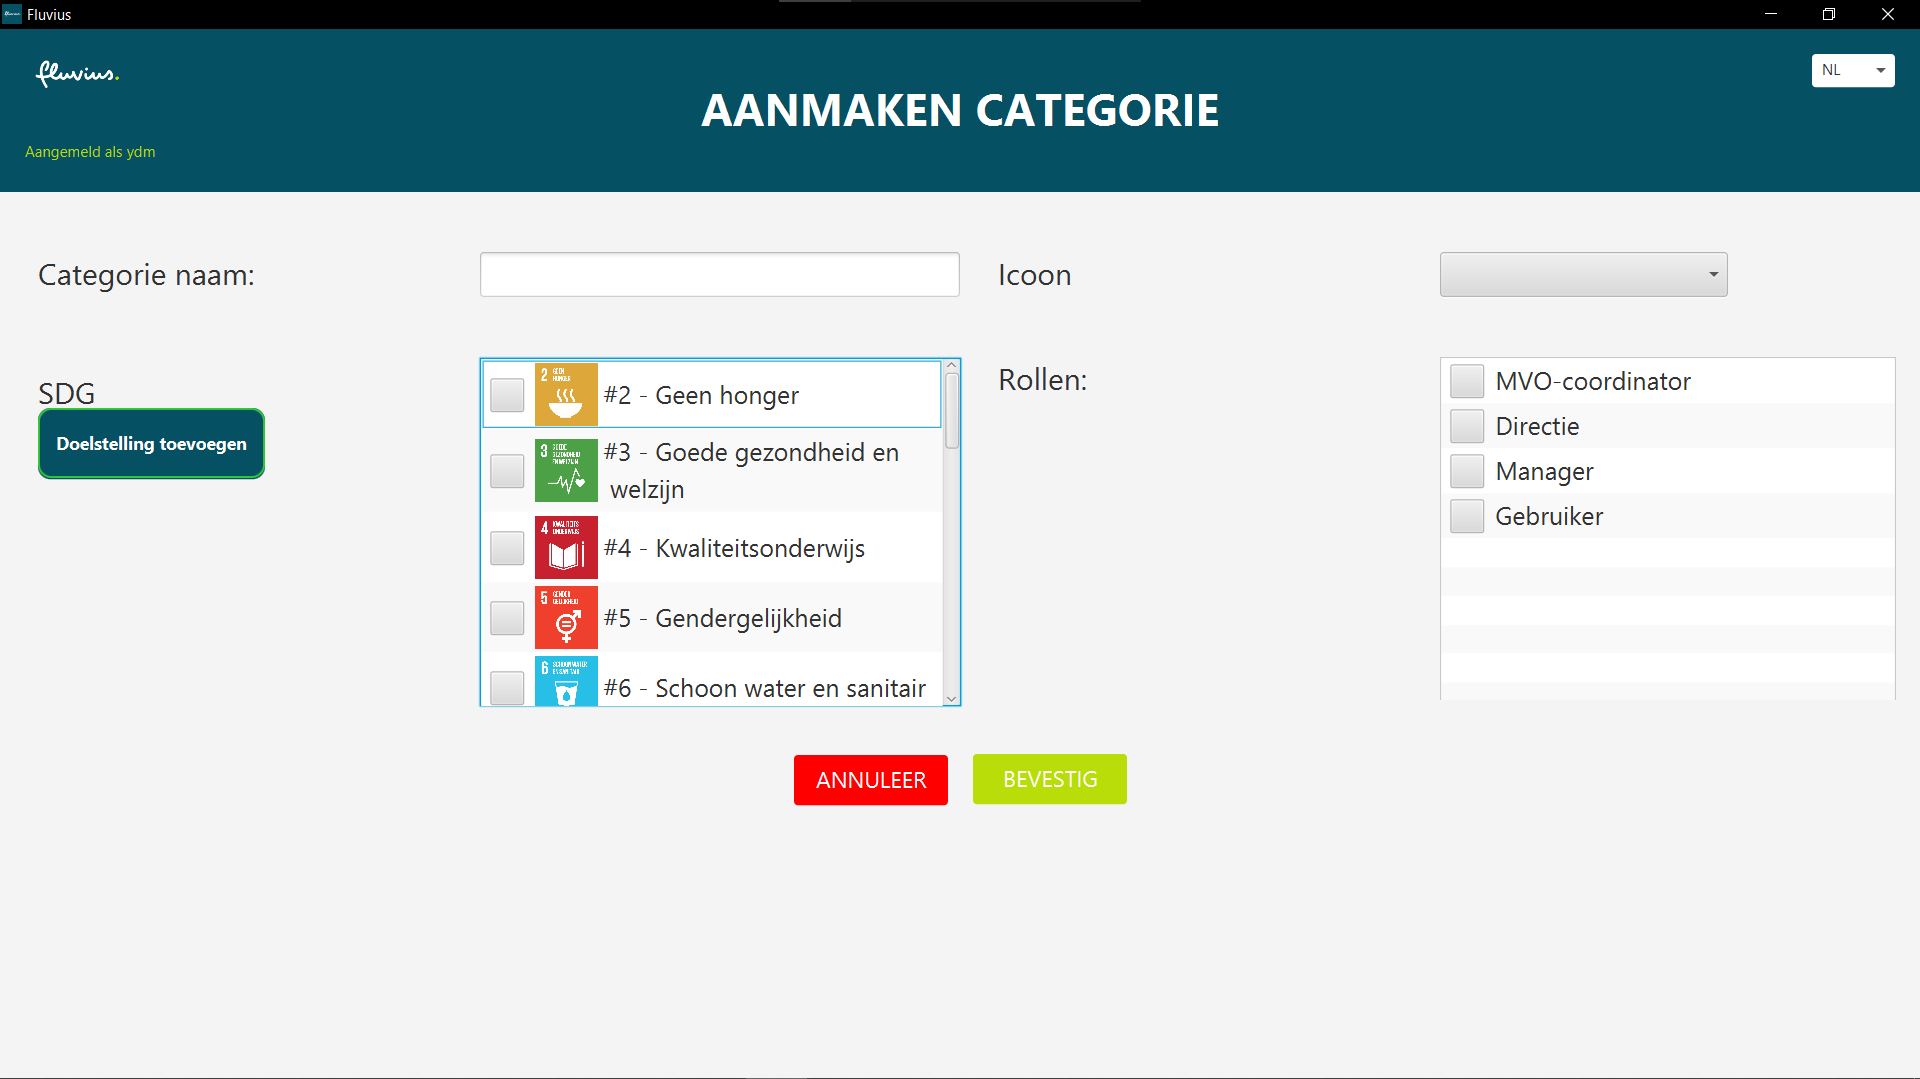 Fluvius
fluvius.
NL
AANMAKEN CATEGORIE
Aangemeld als ydm
Categorie naam:
Icoon
SDG
Doelstelling toevoegen
2 GEEN
HONGER
#2 - Geen honger
3 GOEDE
GEZONDHEID
EN WELZIJN
#3 - Goede gezondheid en
welzijn
4 KWALITEITS
ONDERWIJS
#4 - Kwaliteitsonderwijs
5 GENDER
GELIJKHEID
#5 - Gendergelijkheid
6 SCHOON WATER
EN SANITAIR
#6 - Schoon water en sanitair
Rollen:
MVO-coordinator
Directie
Manager
Gebruiker
ANNULEER
BEVESTIG